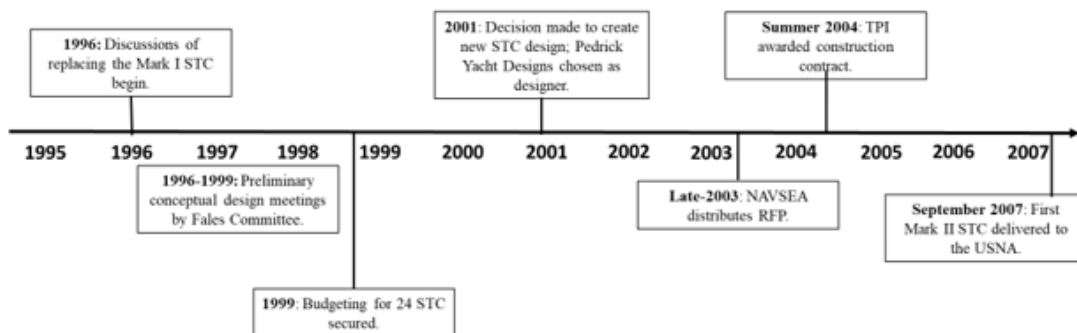 1996: Discussions of
replacing the Mark I STC
begin.
2001: Decision made to create
new STC design; Pedrick
Yacht Designs chosen as
designer.
Summer 2004: TPI
awarded construction
contract.
1995 1996 1997 1998 1999 2000 2001 2002 2003 2004 2005 2006 2007
1996-1999: Preliminary
conceptual design meetings
by Fales Committee.
Late-2003: NAVSEA
distributes RFP.
September 2007: First
Mark II STC delivered to
the USNA.
1999: Budgeting for 24 STC
secured.